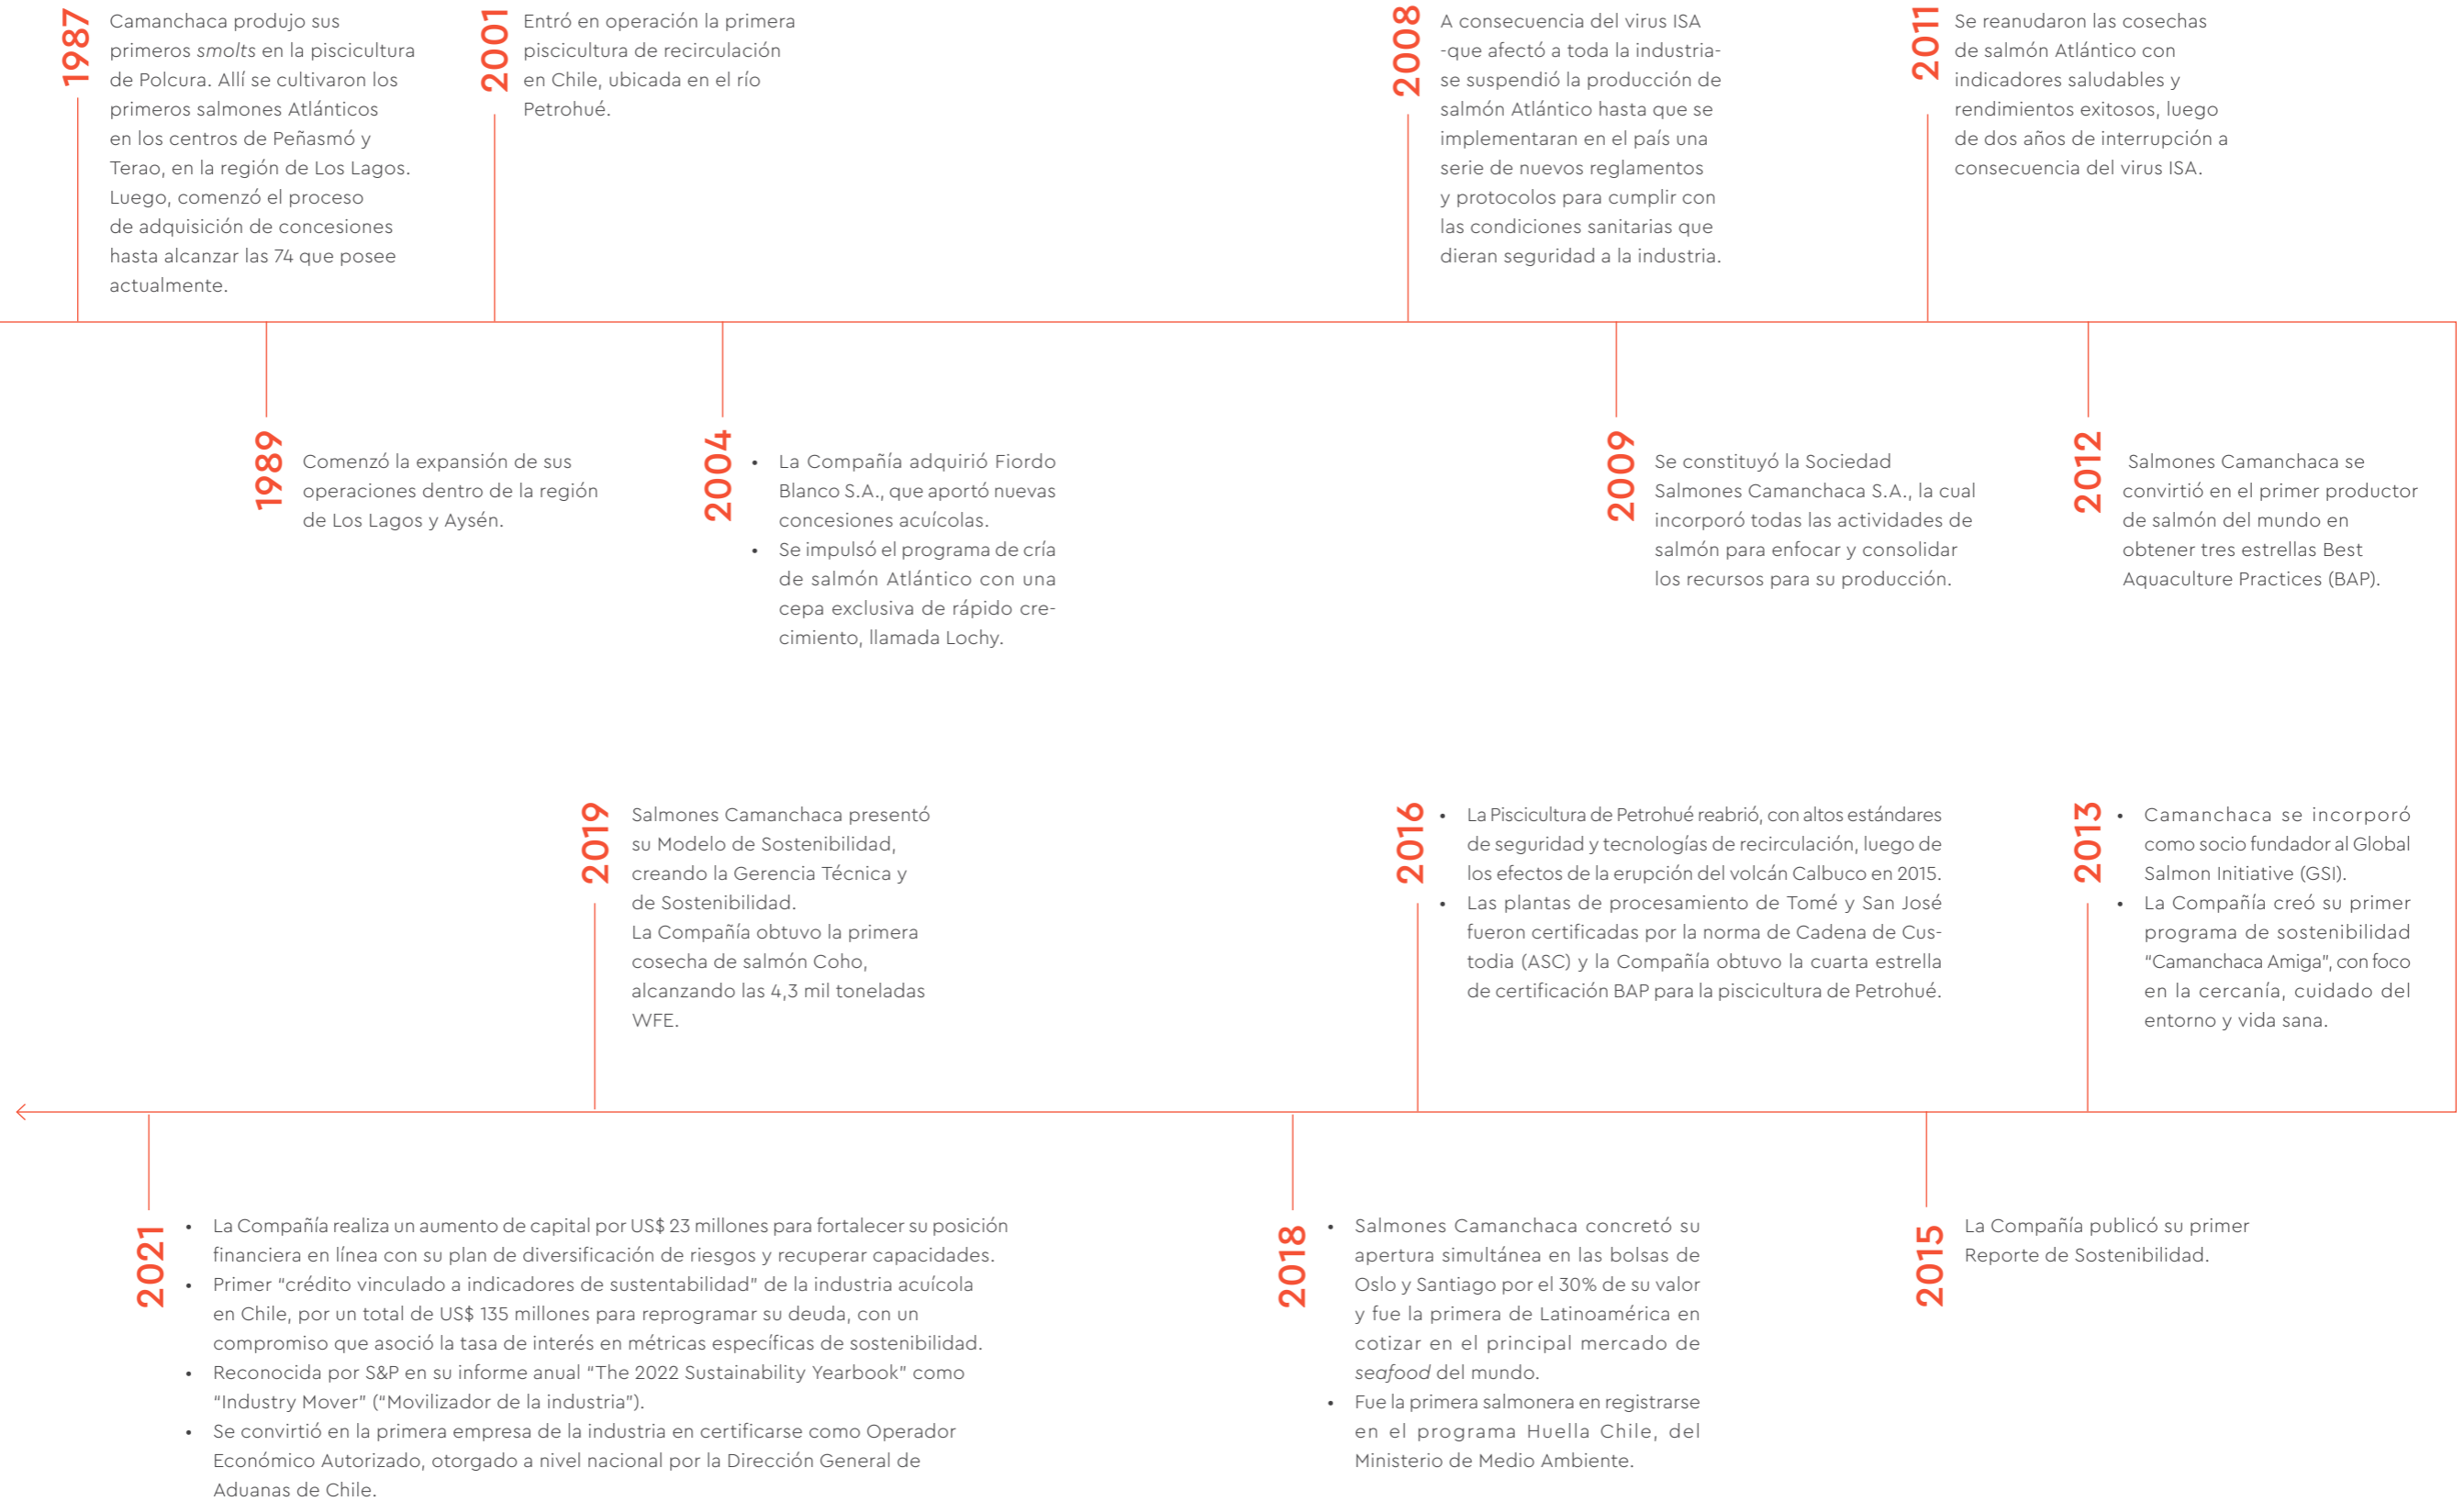 1987
Camanchaca produjo sus
primeros smolts en la piscicultura
de Polcura. Allí se cultivaron los
primeros salmones Atlánticos
en los centros de Peñasmó y
Terao, en la región de Los Lagos.
Luego, comenzó el proceso
de adquisición de concesiones
hasta alcanzar las 74 que posee
actualmente.
1989
Comenzó la expansión de sus
operaciones dentro de la región
de Los Lagos y Aysén.
2001
Entró en operación la primera
piscicultura de recirculación
en Chile, ubicada en el río
Petrohué.
2004
• La Compañía adquirió Fiordo
Blanco S.A., que aportó nuevas
concesiones acuícolas.
• Se impulsó el programa de cría
de salmón Atlántico con una
cepa exclusiva de rápido cre-
cimiento, llamada Lochy.
2008
A consecuencia del virus ISA
-que afectó a toda la industria-
se suspendió la producción de
salmón Atlántico hasta que se
implementaran en el país una
serie de nuevos reglamentos
y protocolos para cumplir con
las condiciones sanitarias que
dieran seguridad a la industria.
2009
Se constituyó la Sociedad
Salmones Camanchaca S.A., la cual
incorporó todas las actividades de
salmón para enfocar y consolidar
los recursos para su producción.
2011
Se reanudaron las cosechas
de salmón Atlántico con
indicadores saludables y
rendimientos exitosos, luego
de dos años de interrupción a
consecuencia del virus ISA.
2012
Salmones Camanchaca se
convirtió en el primer productor
de salmón del mundo en
obtener tres estrellas Best
Aquaculture Practices (BAP).
2013
• Camanchaca se incorporó
como socio fundador al Global
Salmon Initiative (GSI).
• La Compañía creó su primer
programa de sostenibilidad
“Camanchaca Amiga”, con foco
en la cercanía, cuidado del
entorno y vida sana.
2015
La Compañía publicó su primer
Reporte de Sostenibilidad.
2016
• La Piscicultura de Petrohué reabrió, con altos estándares
de seguridad y tecnologías de recirculación, luego de
los efectos de la erupción del volcán Calbuco en 2015.
• Las plantas de procesamiento de Tomé y San José
fueron certificadas por la norma de Cadena de Cus-
todia (ASC) y la Compañía obtuvo la cuarta estrella
de certificación BAP para la piscicultura de Petrohué.
2018
• Salmones Camanchaca concretó su
apertura simultánea en las bolsas de
Oslo y Santiago por el 30% de su valor
y fue la primera de Latinoamérica en
cotizar en el principal mercado de
seafood del mundo.
• Fue la primera salmonera en registrarse
en el programa Huella Chile, del
Ministerio de Medio Ambiente.
2019
Salmones Camanchaca presentó
su Modelo de Sostenibilidad,
creando la Gerencia Técnica y
de Sostenibilidad.
La Compañía obtuvo la primera
cosecha de salmón Coho,
alcanzando las 4,3 mil toneladas
WFE.
2021
• La Compañía realiza un aumento de capital por US$ 23 millones para fortalecer su posición
financiera en línea con su plan de diversificación de riesgos y recuperar capacidades.
• Primer “crédito vinculado a indicadores de sustentabilidad” de la industria acuícola
en Chile, por un total de US$ 135 millones para reprogramar su deuda, con un
compromiso que asoció la tasa de interés en métricas específicas de sostenibilidad.
• Reconocida por S&P en su informe anual “The 2022 Sustainability Yearbook” como
“Industry Mover” (“Movilizador de la industria”).
• Se convirtió en la primera empresa de la industria en certificarse como Operador
Económico Autorizado, otorgado a nivel nacional por la Dirección General de
Aduanas de Chile.